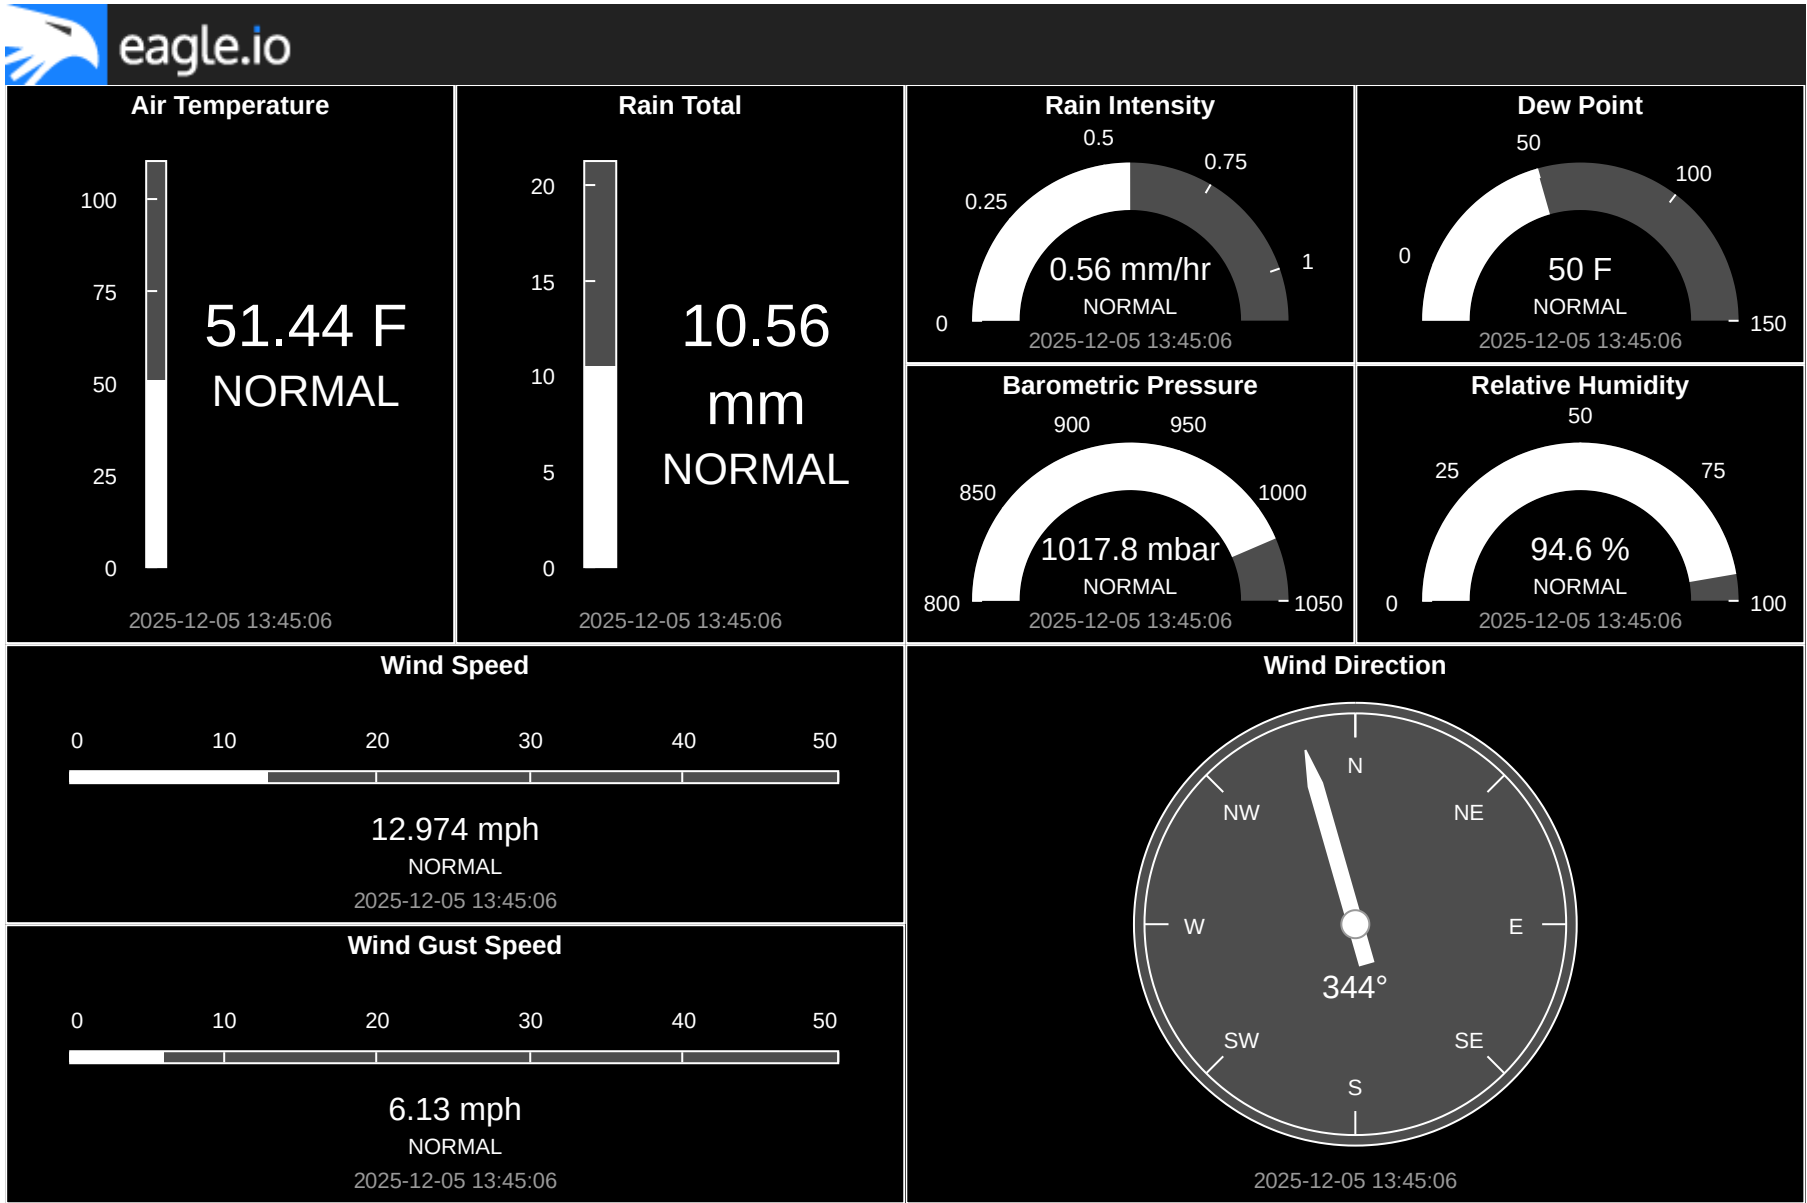 eagle.io
Air Temperature
100
75
50
25
0
51.44 F
NORMAL
2025-12-05 13:45:06
Rain Total
20
15
10
5
0
10.56
mm
NORMAL
2025-12-05 13:45:06
Rain Intensity
0
0.25
0.5
0.75
1
0.56 mm/hr
NORMAL
2025-12-05 13:45:06
Dew Point
0
50
100
150
50 F
NORMAL
2025-12-05 13:45:06
Barometric Pressure
800
850
900
950
1000
1050
1017.8 mbar
NORMAL
2025-12-05 13:45:06
Relative Humidity
0
25
50
75
100
94.6 %
NORMAL
2025-12-05 13:45:06
Wind Speed
0 10 20 30 40 50
12.974 mph
NORMAL
2025-12-05 13:45:06
Wind Gust Speed
0 10 20 30 40 50
6.13 mph
NORMAL
2025-12-05 13:45:06
Wind Direction
N
NW NE
W E
344°
SW SE
S
2025-12-05 13:45:06